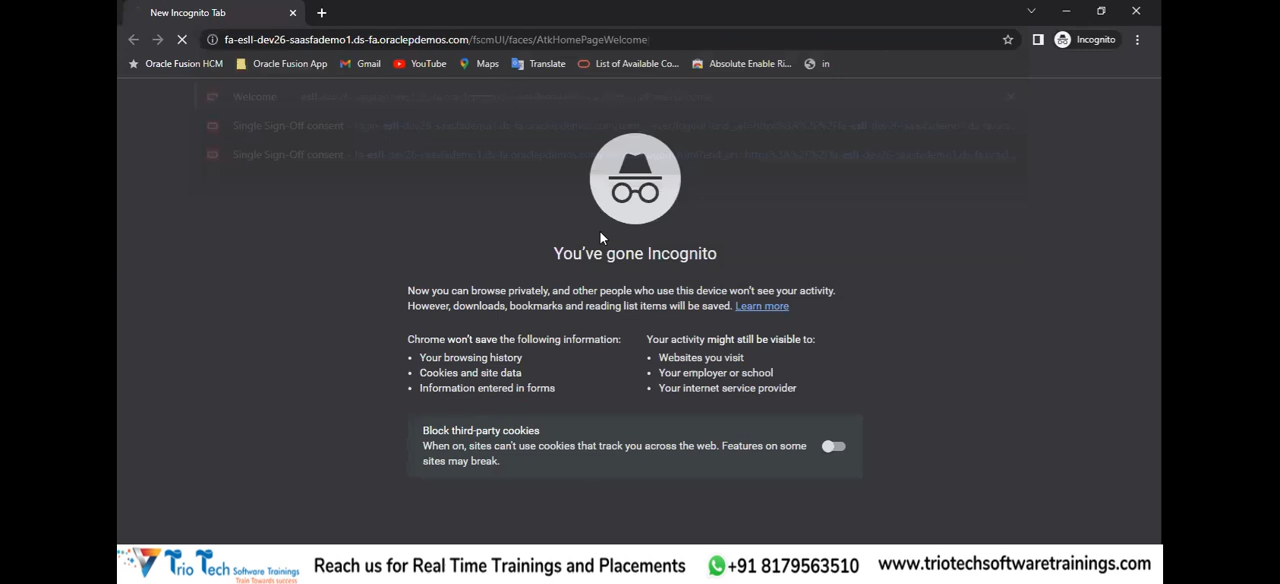 New Incognito Tab
fa-esll-dev26-saasfademo1.ds-fa.oraclepdemos.com/fscmUI/faces/AtkHomePageWelcome
Incognito
Oracle Fusion HCM
Oracle Fusion App
Gmail
YouTube
Maps
Translate
List of Available Co...
Absolute Enable Ri...
in
Welcome
Single Sign-Off consent
Single Sign-Off consent
You've gone Incognito
Now you can browse privately, and other people who use this device won't see your activity.
However, downloads, bookmarks and reading list items will be saved. Learn more
Chrome won't save the following information:
Your browsing history
Cookies and site data
Information entered in forms
Your activity might still be visible to:
Websites you visit
Your employer or school
Your internet service provider
Block third-party cookies
When on, sites can't use cookies that track you across the web. Features on some
sites may break.
Trio Tech Software Trainings
Train Towards success
Reach us for Real Time Trainings and Placements
+91 8179563510
www.triotechsoftwaretrainings.com